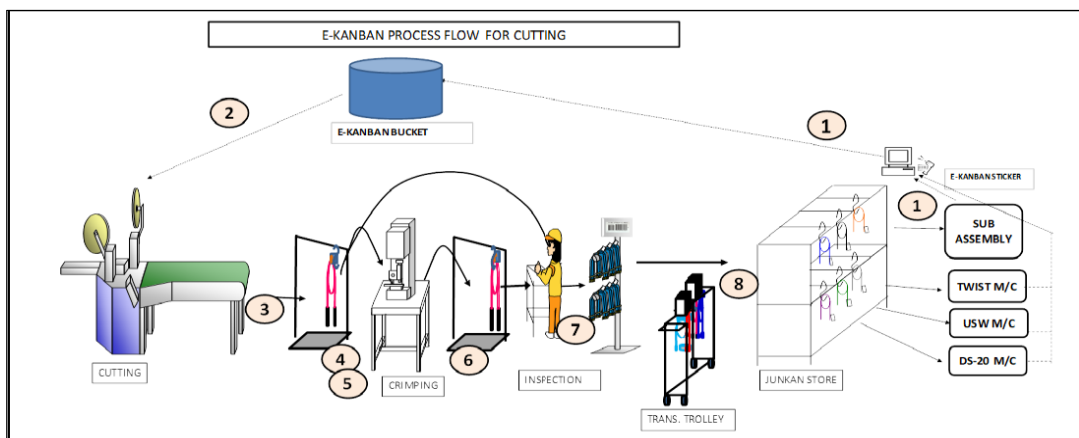 E-KANBAN PROCESS FLOW FOR CUTTING
2
E-KANBAN BUCKET
1
E-KANBAN STICKER
1
SUB
ASSEMBLY
TWIST M/C
USW M/C
DS-20 M/C
3
4
5
6
7
8
CUTTING
CRIMPING
INSPECTION
TRANS. TROLLEY
JUNKAN STORE